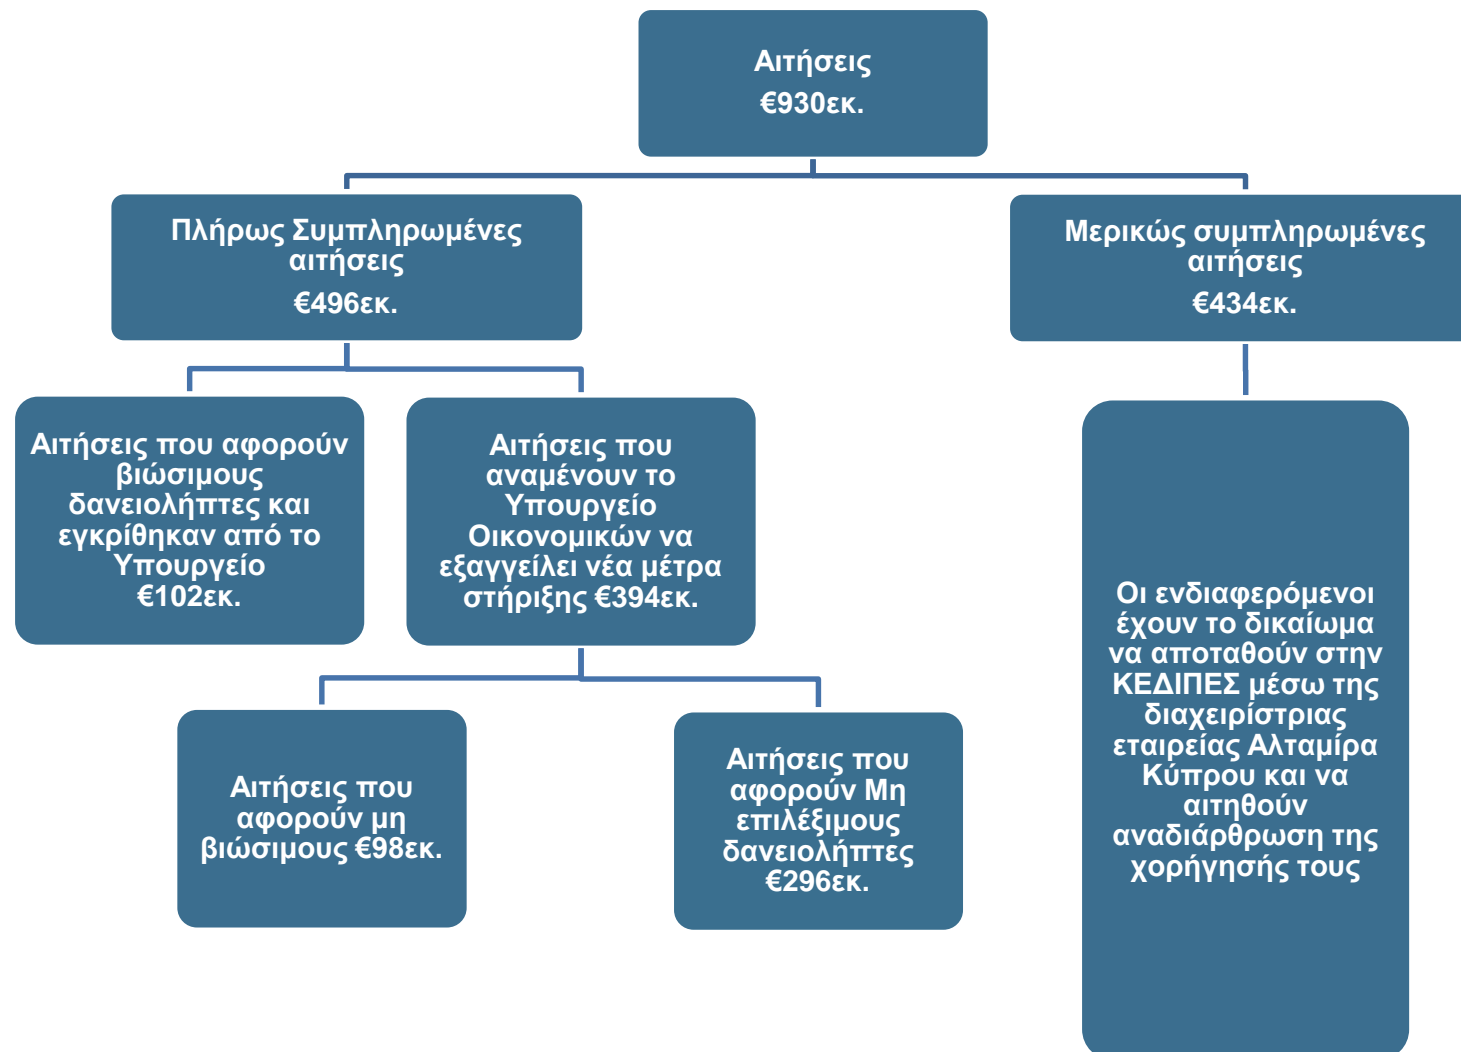 Αιτήσεις
€930εκ.
Πλήρως Συμπληρωμένες
αιτήσεις
€496εκ.
Μερικώς συμπληρωμένες
αιτήσεις
€434εκ.
Αιτήσεις που αφορούν
βιώσιμους
δανειολήπτες και
εγκρίθηκαν από το
Υπουργείο
€102εκ.
Αιτήσεις που
αναμένουν το
Υπουργείο
Οικονομικών να
εξαγγείλει νέα μέτρα
στήριξης €394εκ.
Αιτήσεις που
αφορούν μη
βιώσιμους €98εκ.
Αιτήσεις που
αφορούν Μη
επιλέξιμους
δανειολήπτες
€296εκ.
Οι ενδιαφερόμενοι
έχουν το δικαίωμα
να αποταθούν στην
ΚΕΔΙΠΕΣ μέσω της
διαχειρίστριας
εταιρείας Αλταμίρα
Κύπρου και να
αιτηθούν
αναδιάρθρωση της
χορήγησής τους